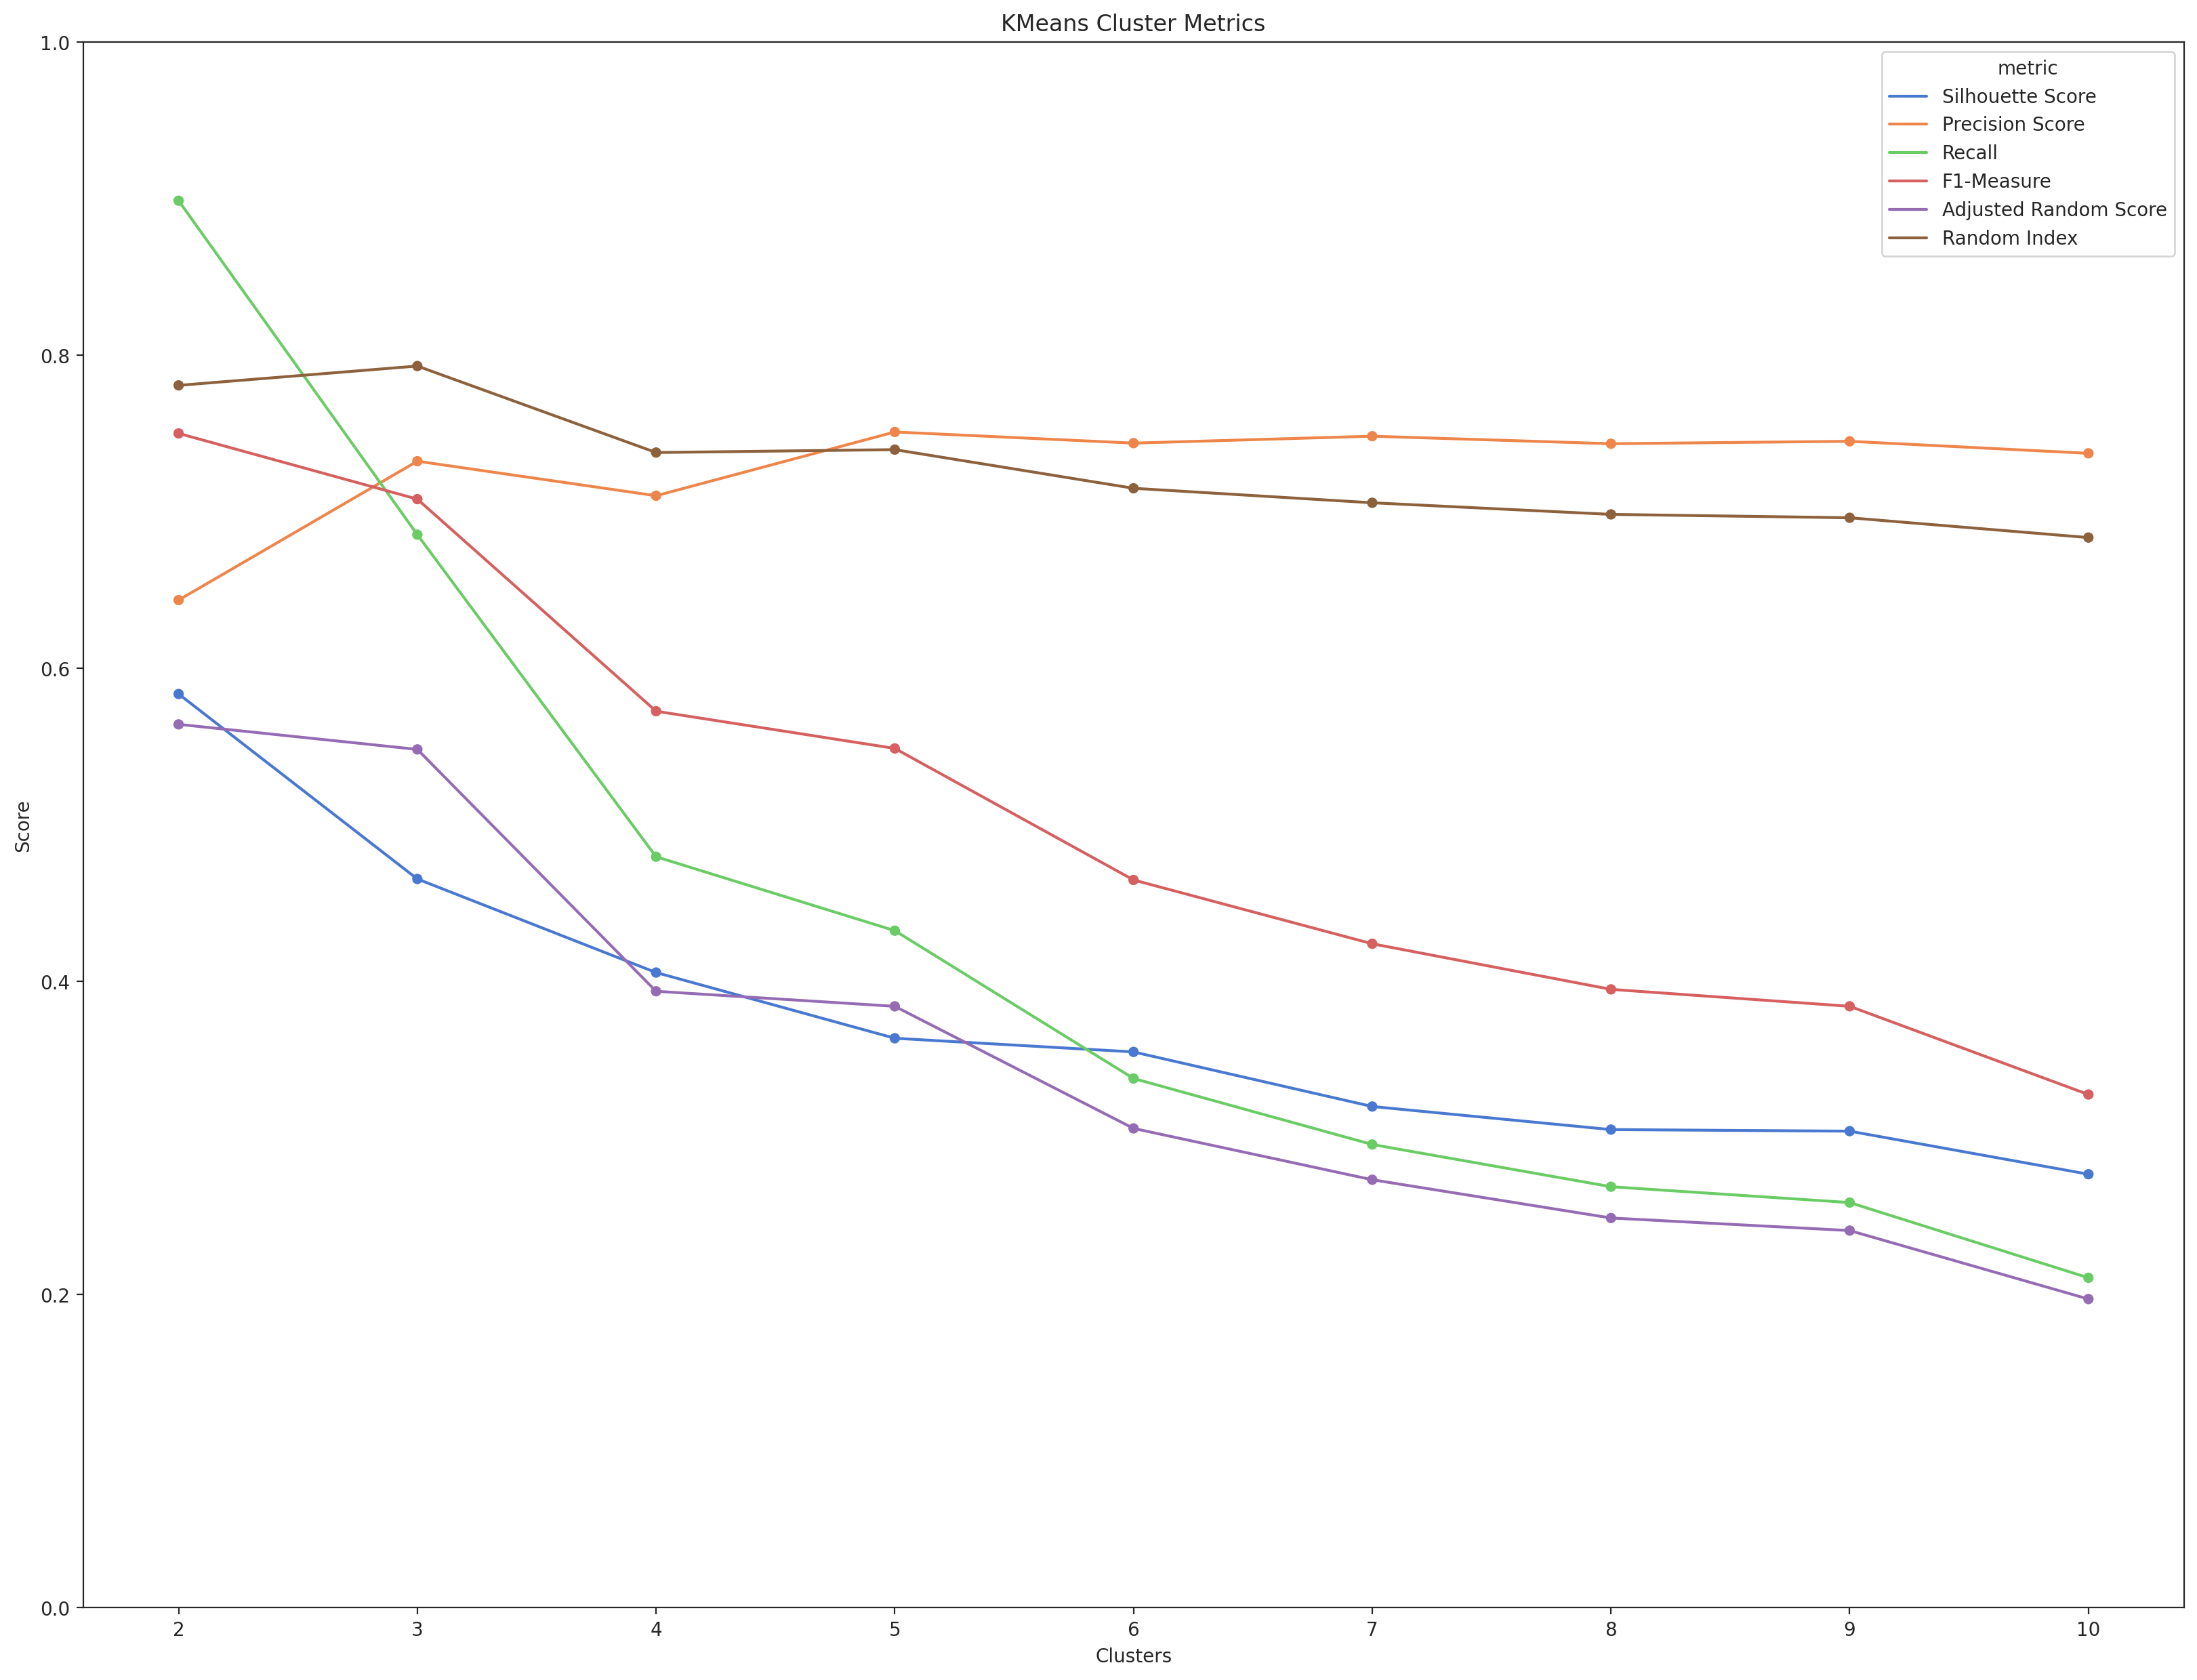 KMeans Cluster Metrics
1.0
0.8
0.6
0.4
0.2
0.0
Score
metric
Silhouette Score
Precision Score
Recall
F1-Measure
Adjusted Random Score
Random Index
2 3 4 5 6 7 8 9 10
Clusters